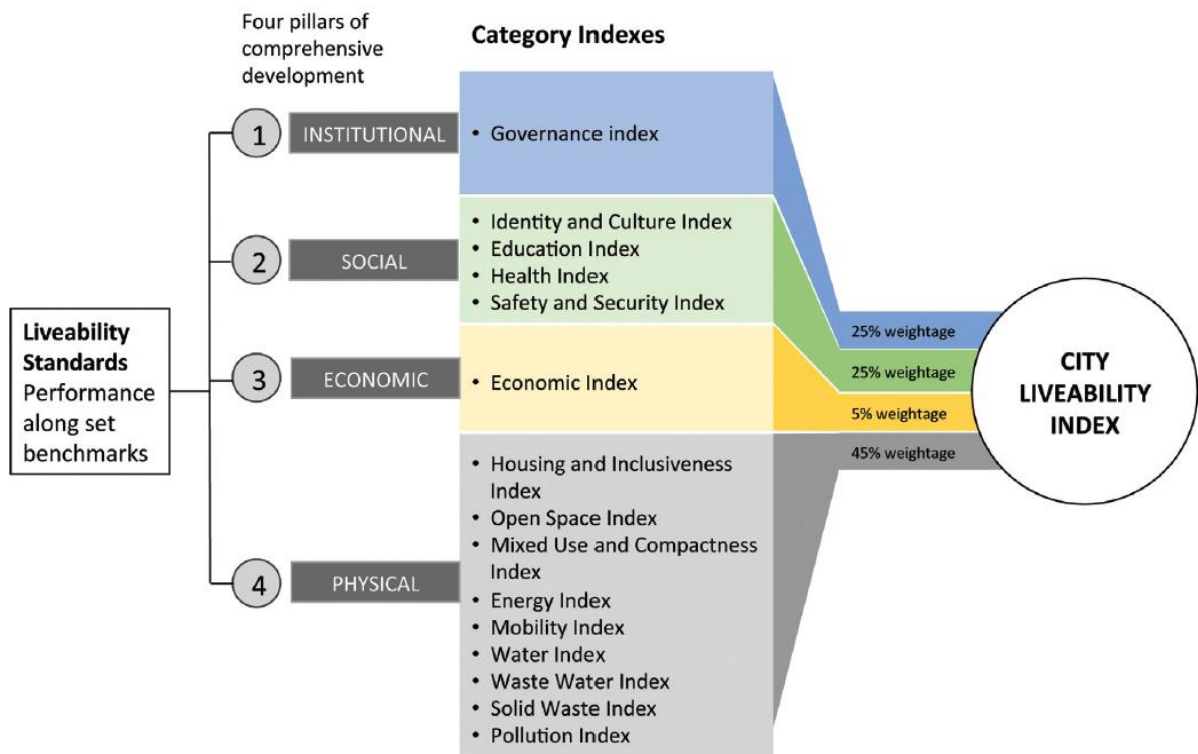 Four pillars of
comprehensive
development
Category Indexes
1
INSTITUTIONAL
• Governance index
2
SOCIAL
• Identity and Culture Index
• Education Index
• Health Index
• Safety and Security Index
Liveability
Standards
Performance
along set
benchmarks
3
ECONOMIC
• Economic Index
4
PHYSICAL
• Housing and Inclusiveness
Index
• Open Space Index
• Mixed Use and Compactness
Index
• Energy Index
• Mobility Index
• Water Index
• Waste Water Index
• Solid Waste Index
• Pollution Index
25% weightage
25% weightage
5% weightage
45% weightage
CITY
LIVEABILITY
INDEX